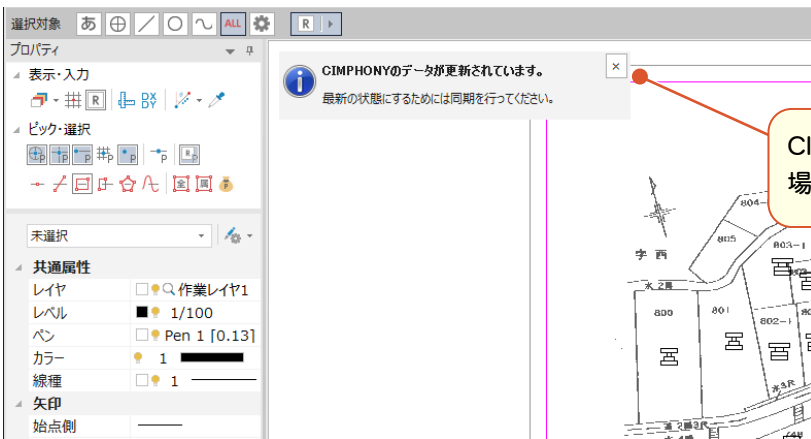 選択対象 あ ALL R
プロパティ
表示・入力
R DX DY
ピック・選択
P P P P P P R P
全 属
未選択
共通属性
レイヤ 作業レイヤ1
レベル 1/100
ペン Pen 1 [0.13]
カラー 1
線種 1
矢印
始点側
CIMPHONYのデータが更新されています。
最新の状態にするためには同期を行ってください。
CI
場
804-
805
803-1
字 西
水
800
801
802-1
水
道